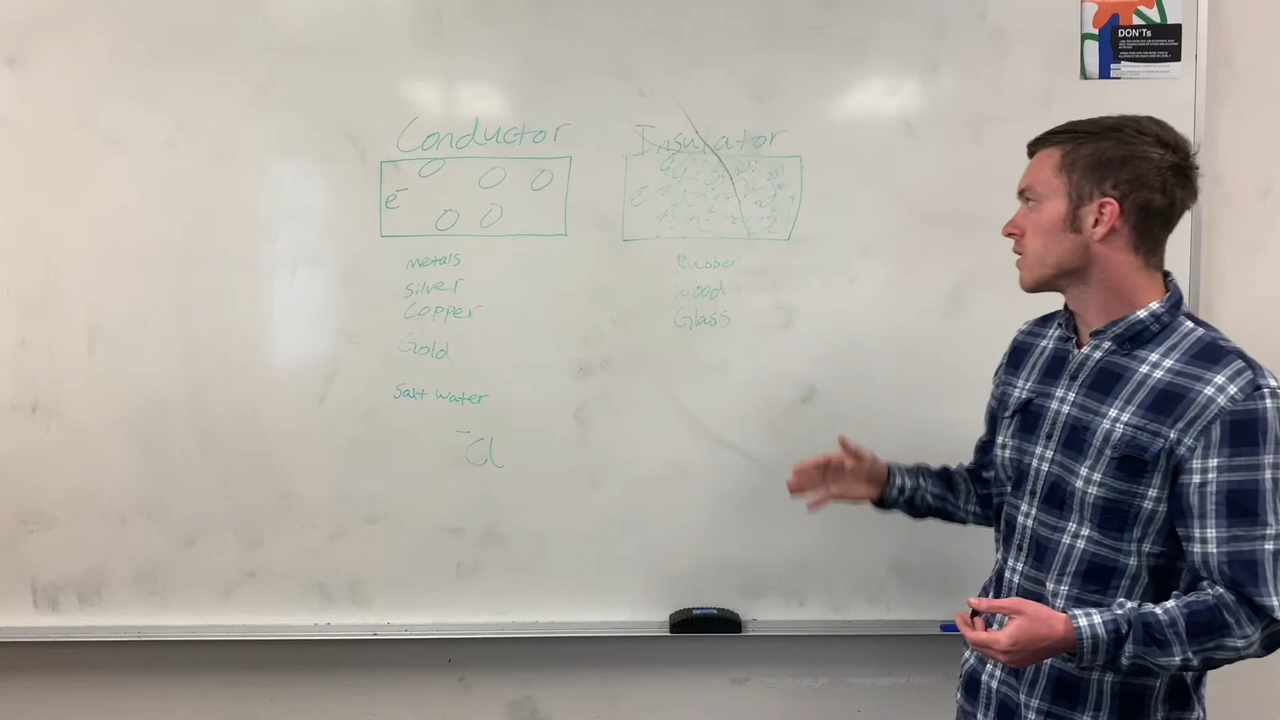 DON'Ts
Conductor
e⁻
metals
silver
copper
Gold
salt water
⁻Cl
Insulator
e⁻
Rubber
wood
Glass